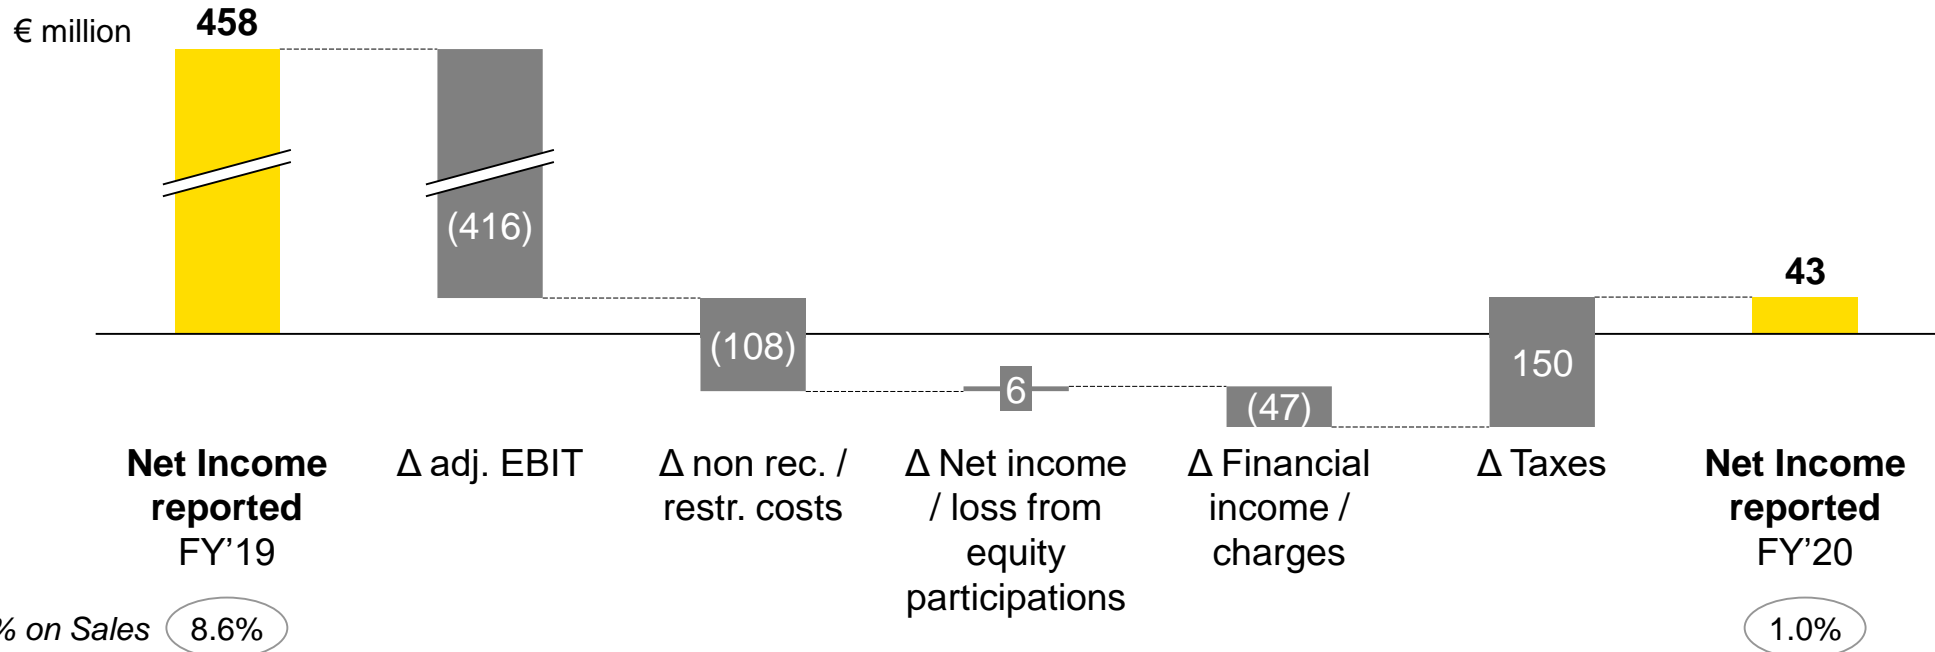 € million
458
(416)
(108)
6
(47)
150
43
Net Income
reported
FY’19
Δ adj. EBIT
Δ non rec. /
restr. costs
Δ Net income
/ loss from
equity
participations
Δ Financial
income /
charges
Δ Taxes
Net Income
reported
FY’20
% on Sales
8.6%
1.0%